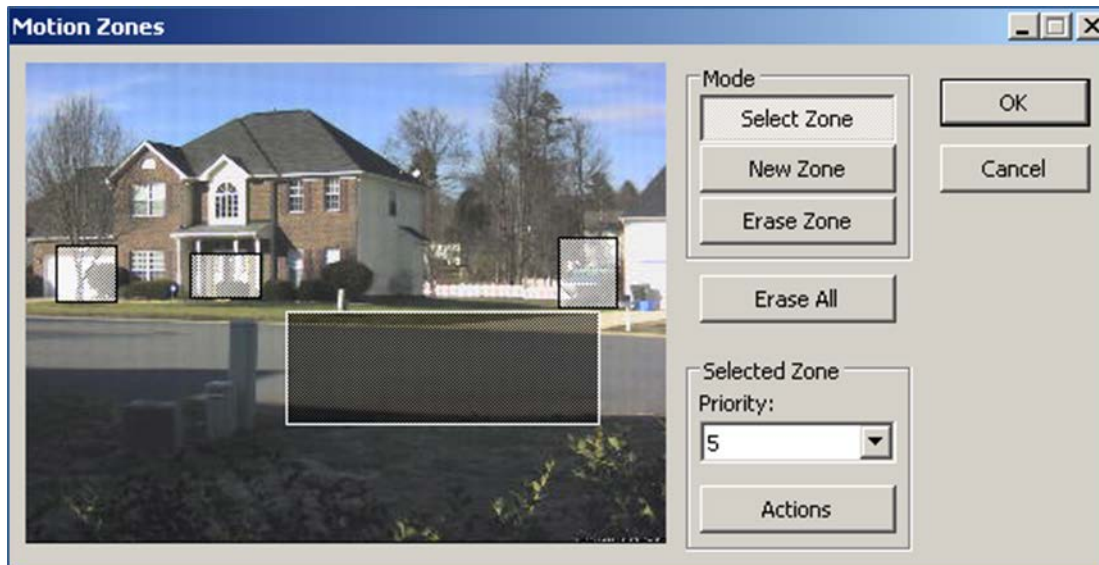 Motion Zones
Mode
Select Zone
New Zone
Erase Zone
Erase All
Selected Zone
Priority:
5
Actions
OK
Cancel